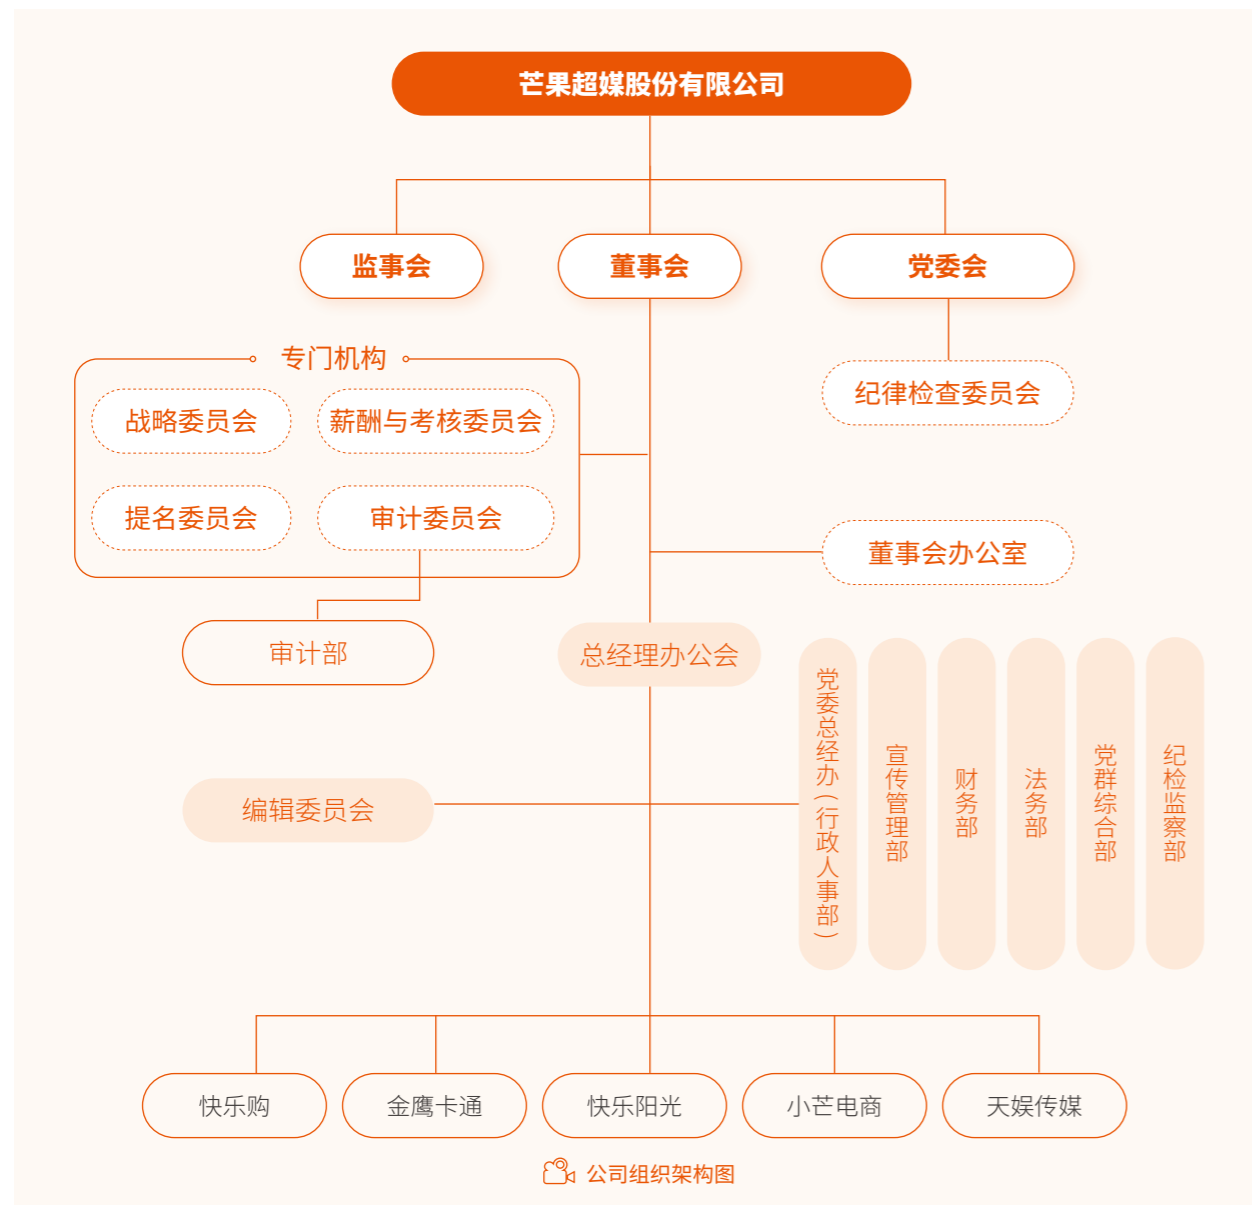 芒果超媒股份有限公司
监事会
董事会
党委会
专门机构
战略委员会
薪酬与考核委员会
纪律检查委员会
提名委员会
审计委员会
董事会办公室
审计部
总经理办公会
编辑委员会
党委总经办(行政人事部)
宣传管理部
财务部
法务部
党群综合部
纪检监察部
快乐购
金鹰卡通
快乐阳光
小芒电商
天娱传媒
公司组织架构图